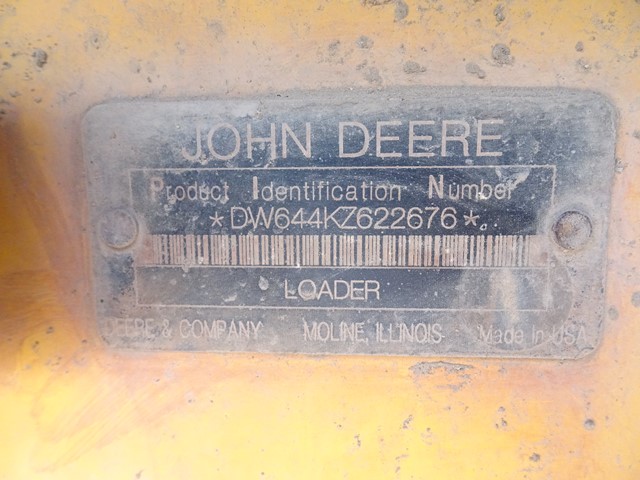 JOHN DEERE
Product Identification Number
*DW644KZ622676*
LOADER
DEERE & COMPANY MOLINE, ILLINOIS Made In USA